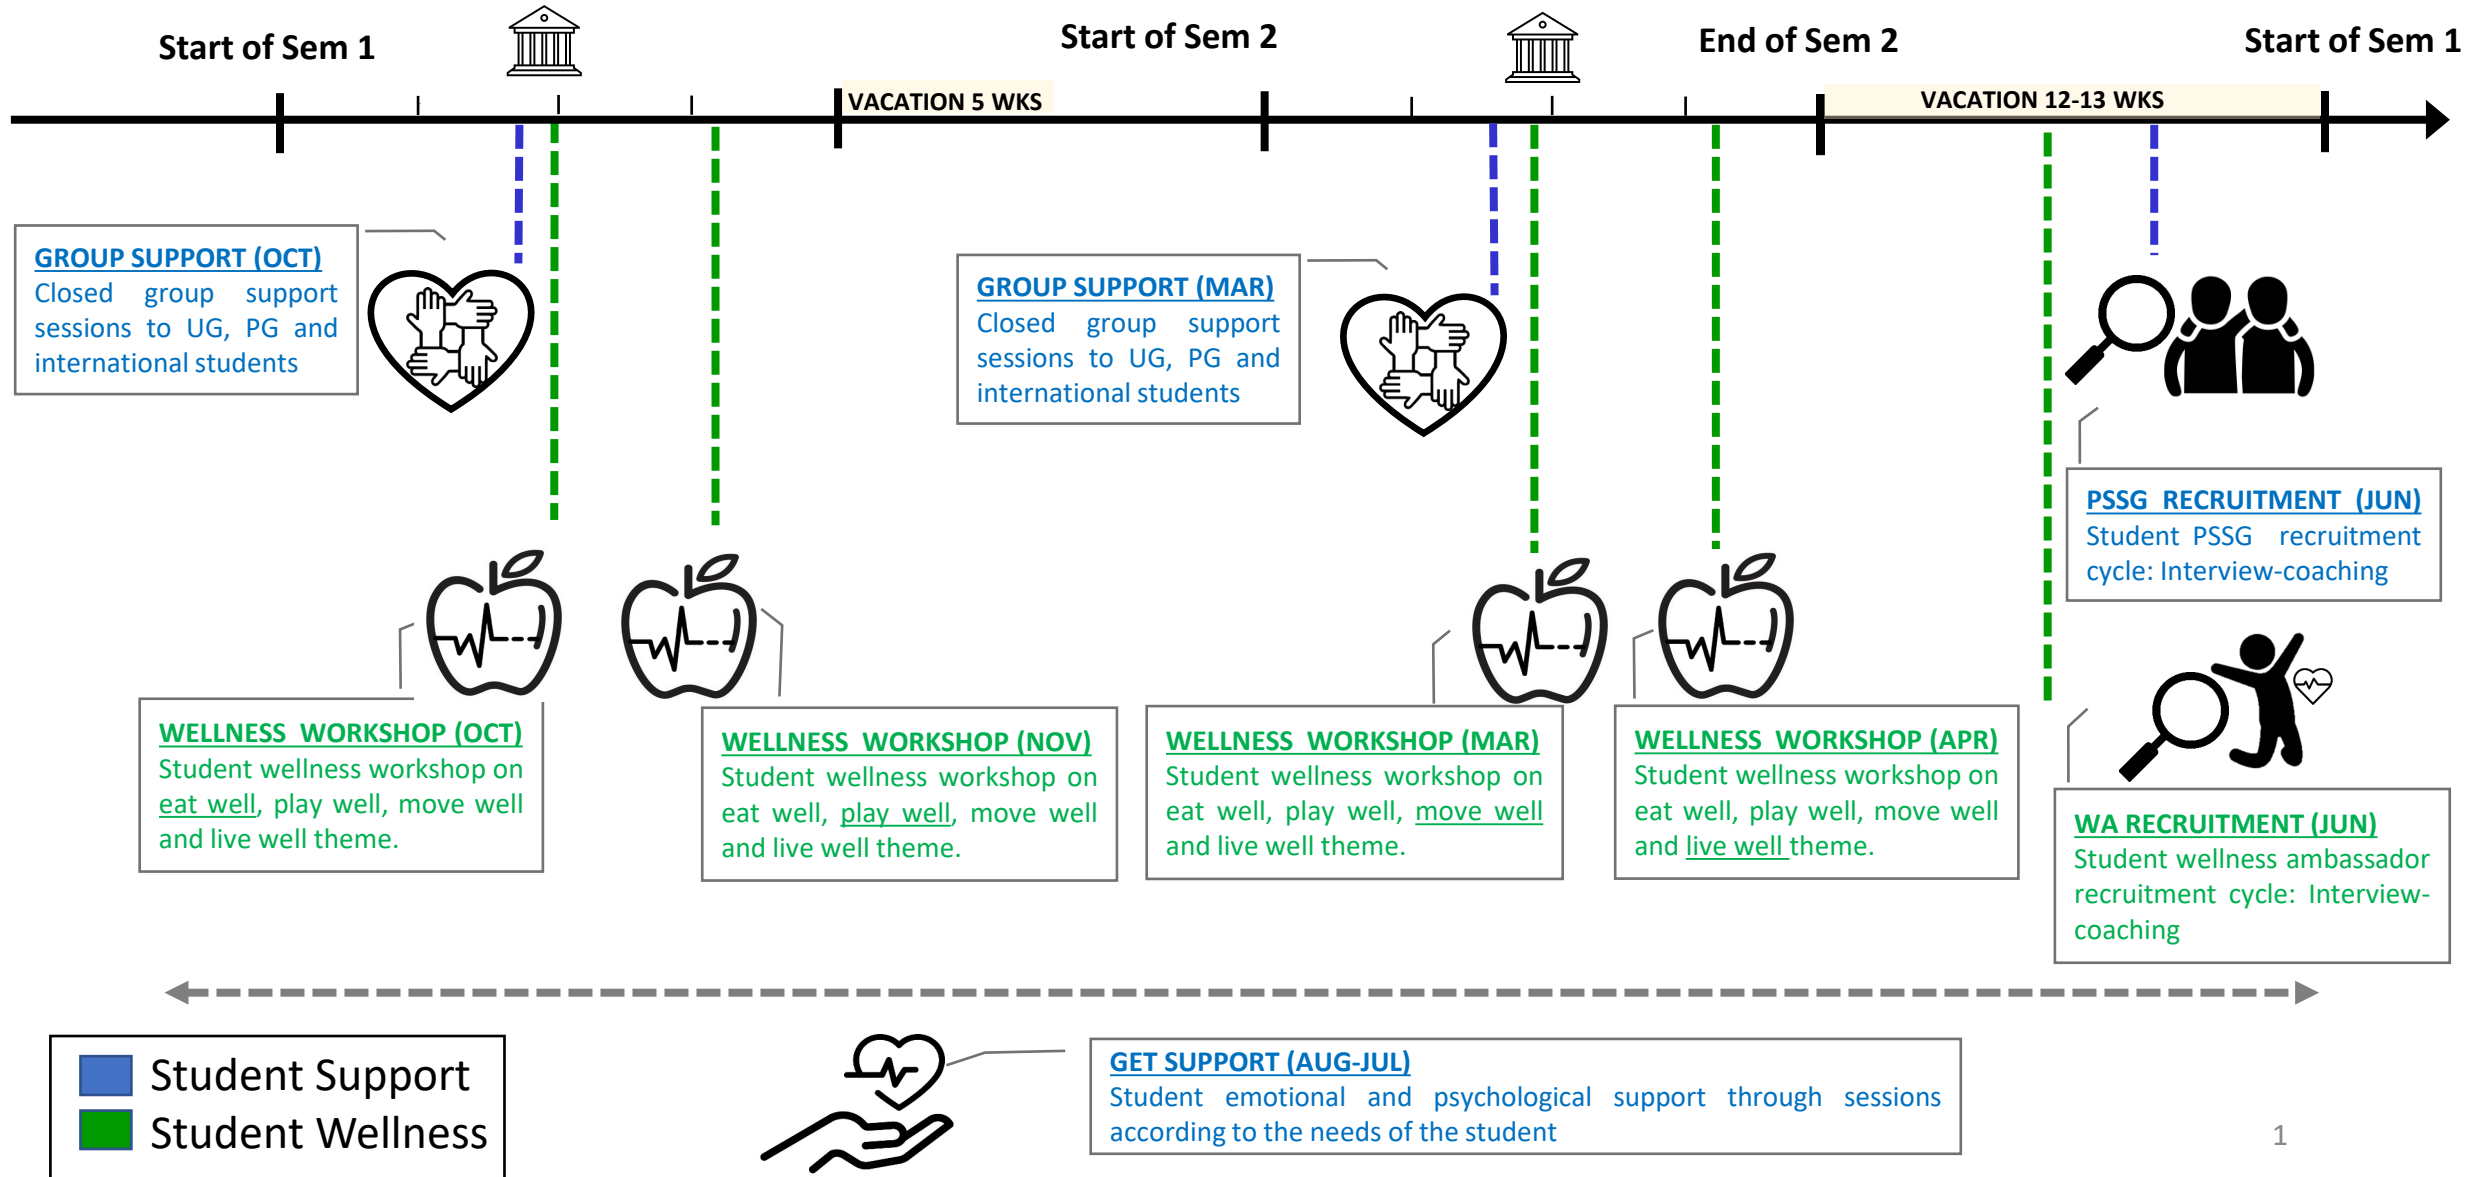 Start of Sem 1
Start of Sem 2
End of Sem 2
Start of Sem 1
VACATION 5 WKS
VACATION 12-13 WKS
GROUP SUPPORT (OCT)
Closed group support
sessions to UG, PG and
international students
GROUP SUPPORT (MAR)
Closed group support
sessions to UG, PG and
international students
PSSG RECRUITMENT (JUN)
Student PSSG recruitment
cycle: Interview-coaching
WELLNESS WORKSHOP (OCT)
Student wellness workshop on
eat well, play well, move well
and live well theme.
WELLNESS WORKSHOP (NOV)
Student wellness workshop on
eat well, play well, move well
and live well theme.
WELLNESS WORKSHOP (MAR)
Student wellness workshop on
eat well, play well, move well
and live well theme.
WELLNESS WORKSHOP (APR)
Student wellness workshop on
eat well, play well, move well
and live well theme.
WA RECRUITMENT (JUN)
Student wellness ambassador
recruitment cycle: Interview-
coaching
Student Support
Student Wellness
GET SUPPORT (AUG-JUL)
Student emotional and psychological support through sessions
according to the needs of the student
1